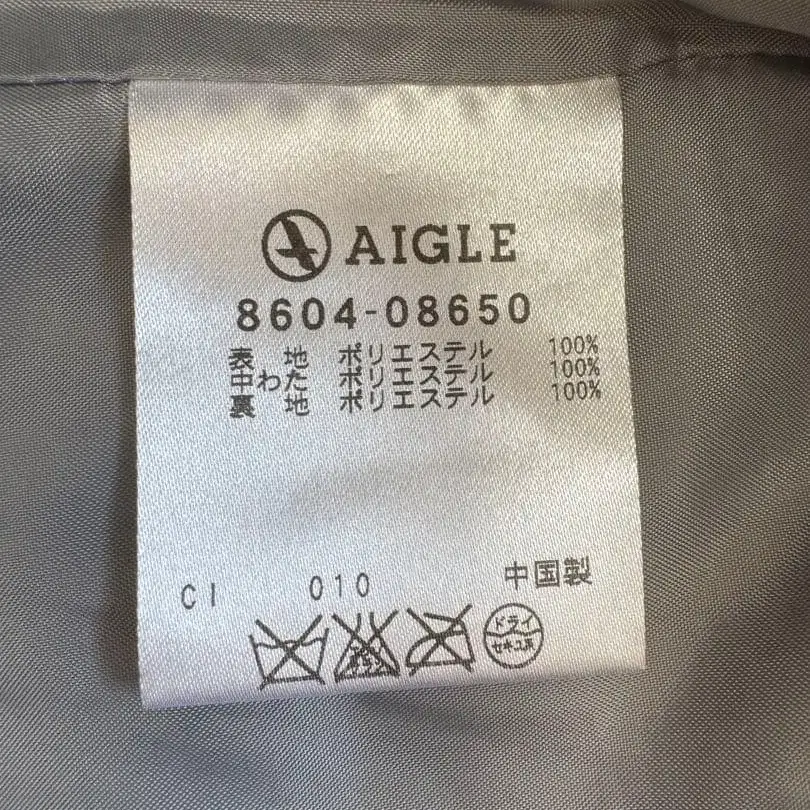 AIGLE
8604-08650
表 地 ポリエステル 100%
中わた ポリエステル 100%
裏 地 ポリエステル 100%
CI 010 中国製
ドライ
セキユ系